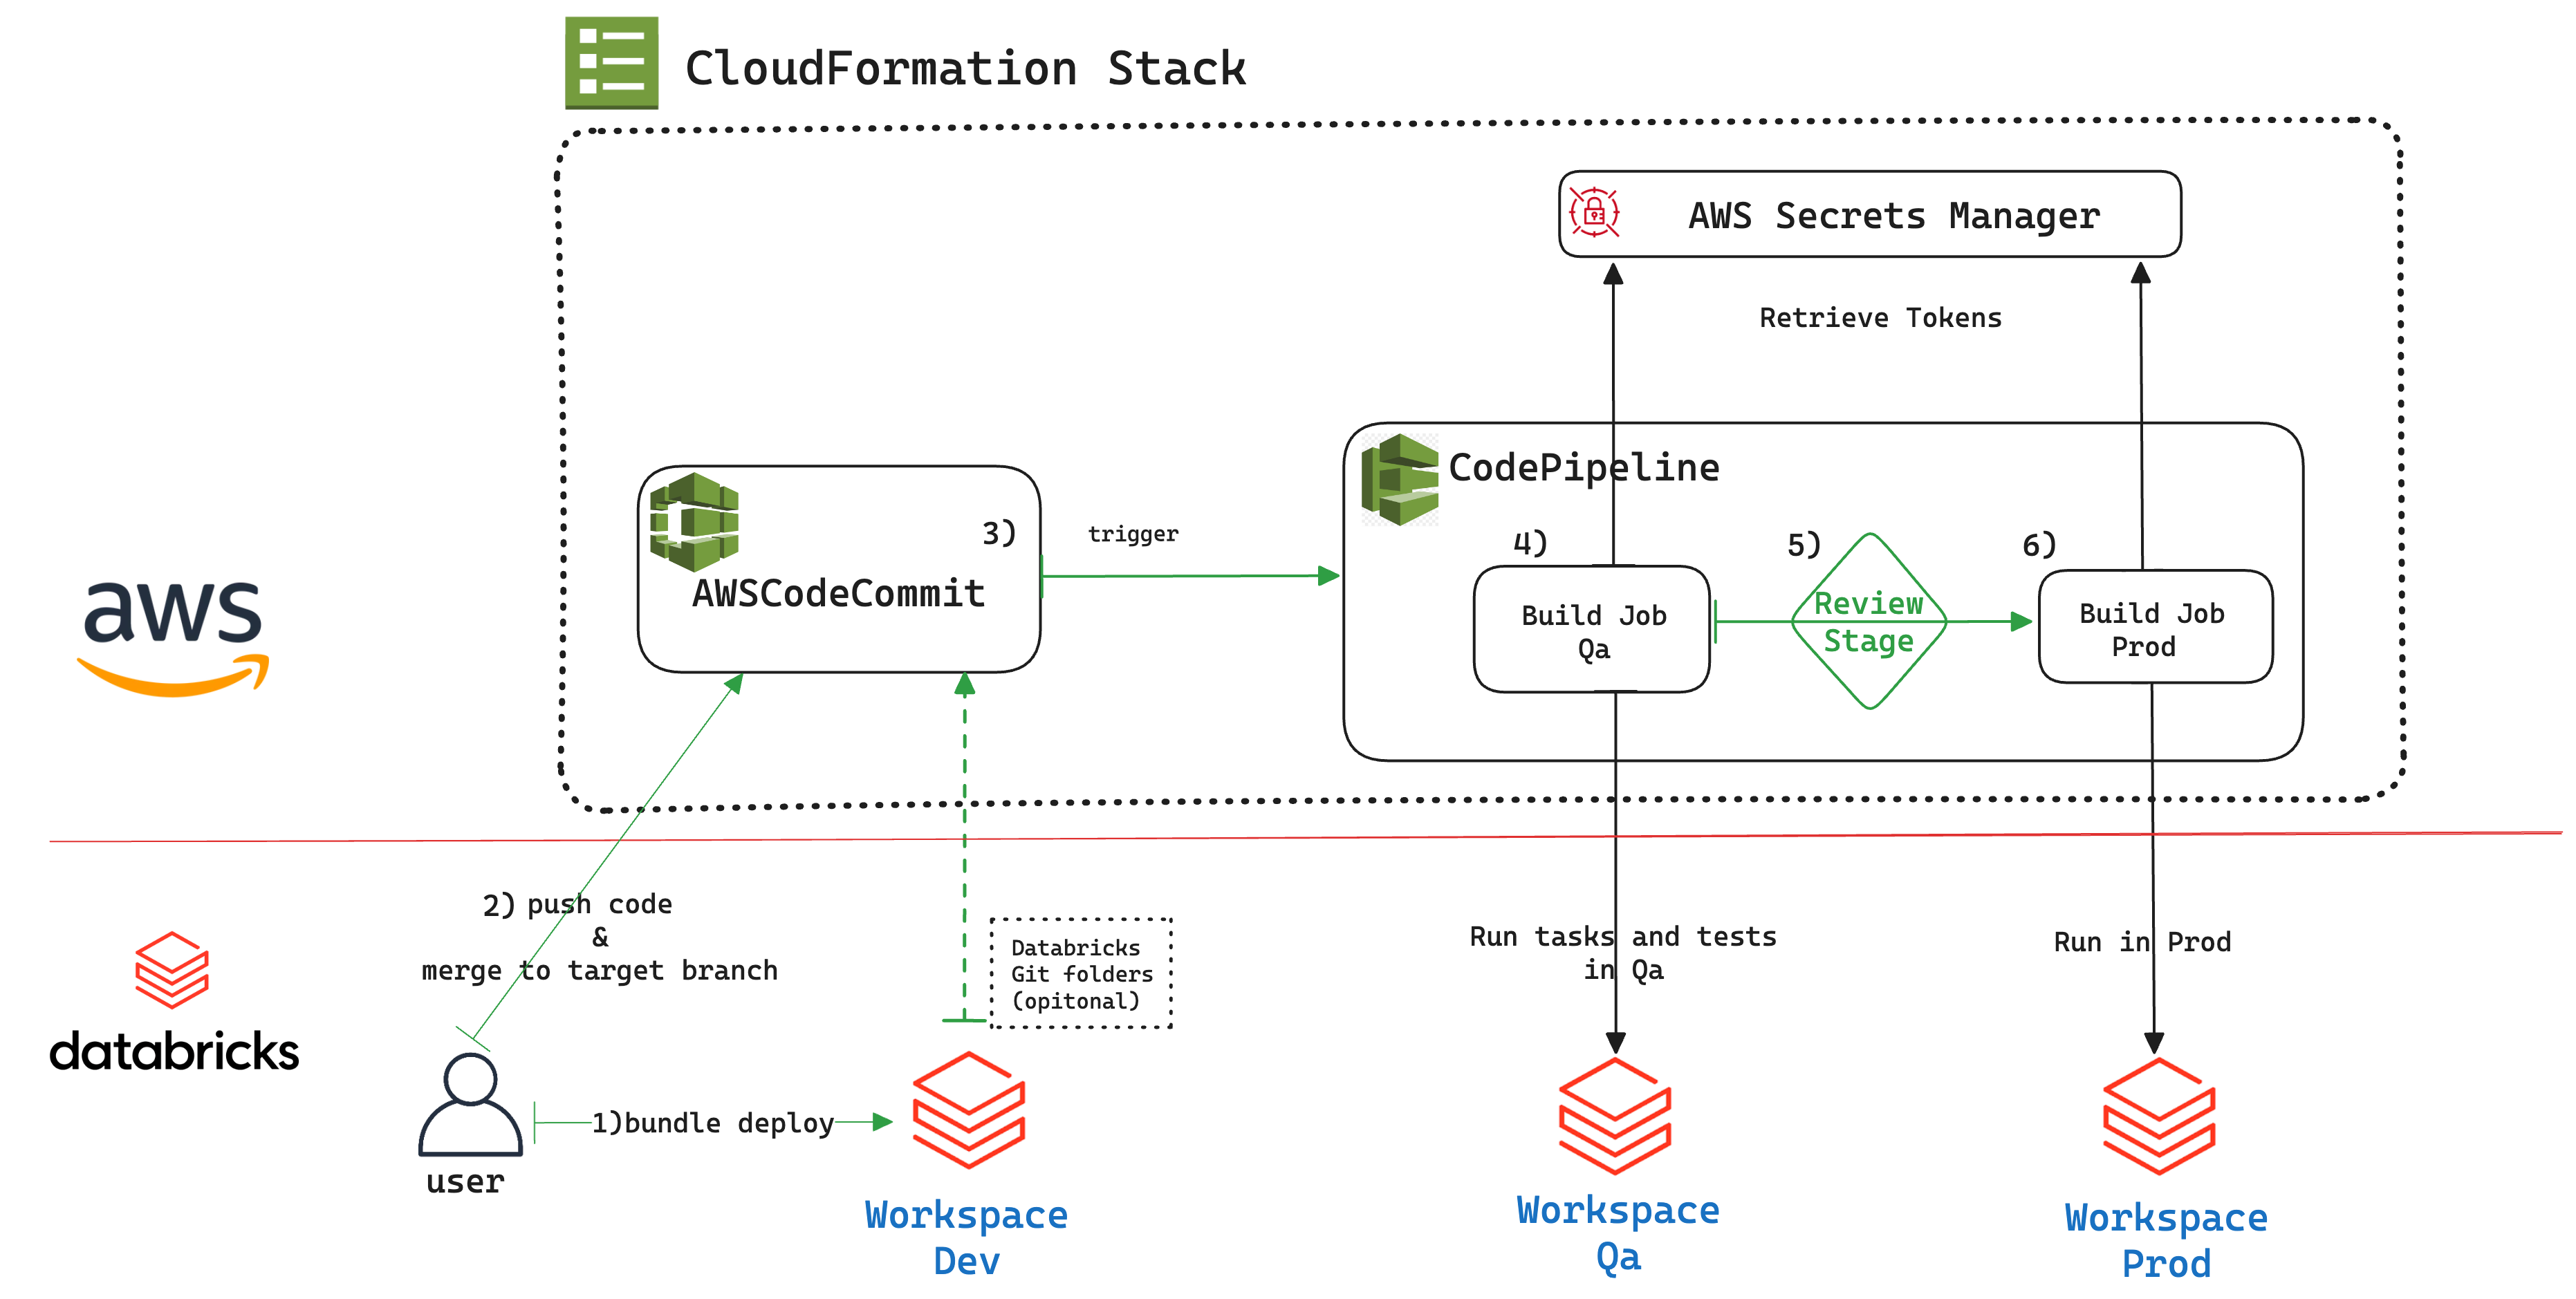 CloudFormation Stack
AWS Secrets Manager
Retrieve Tokens
CodePipeline
3)
trigger
AWSCodeCommit
4)
5)
6)
Build Job
Qa
Review
Stage
Build Job
Prod
aws
2) push code
&
merge to target branch
Databricks
Git folders
(opitonal)
Run tasks and tests
in Qa
Run in Prod
databricks
1)bundle deploy
user
Workspace
Dev
Workspace
Qa
Workspace
Prod